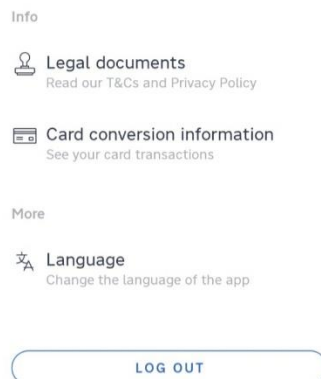 Info
Legal documents
Read our T&Cs and Privacy Policy
Card conversion information
See your card transactions
More
Language
Change the language of the app
LOG OUT